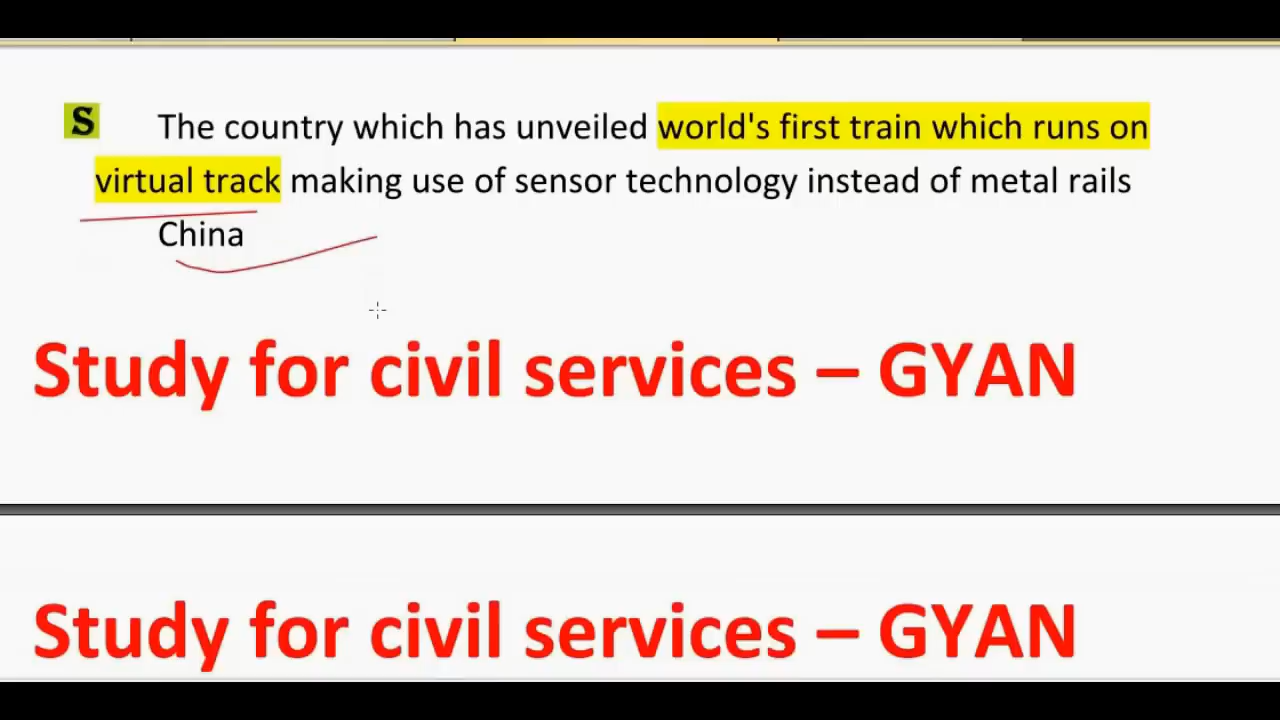 S The country which has unveiled world's first train which runs on
virtual track making use of sensor technology instead of metal rails
China
Study for civil services – GYAN
Study for civil services – GYAN